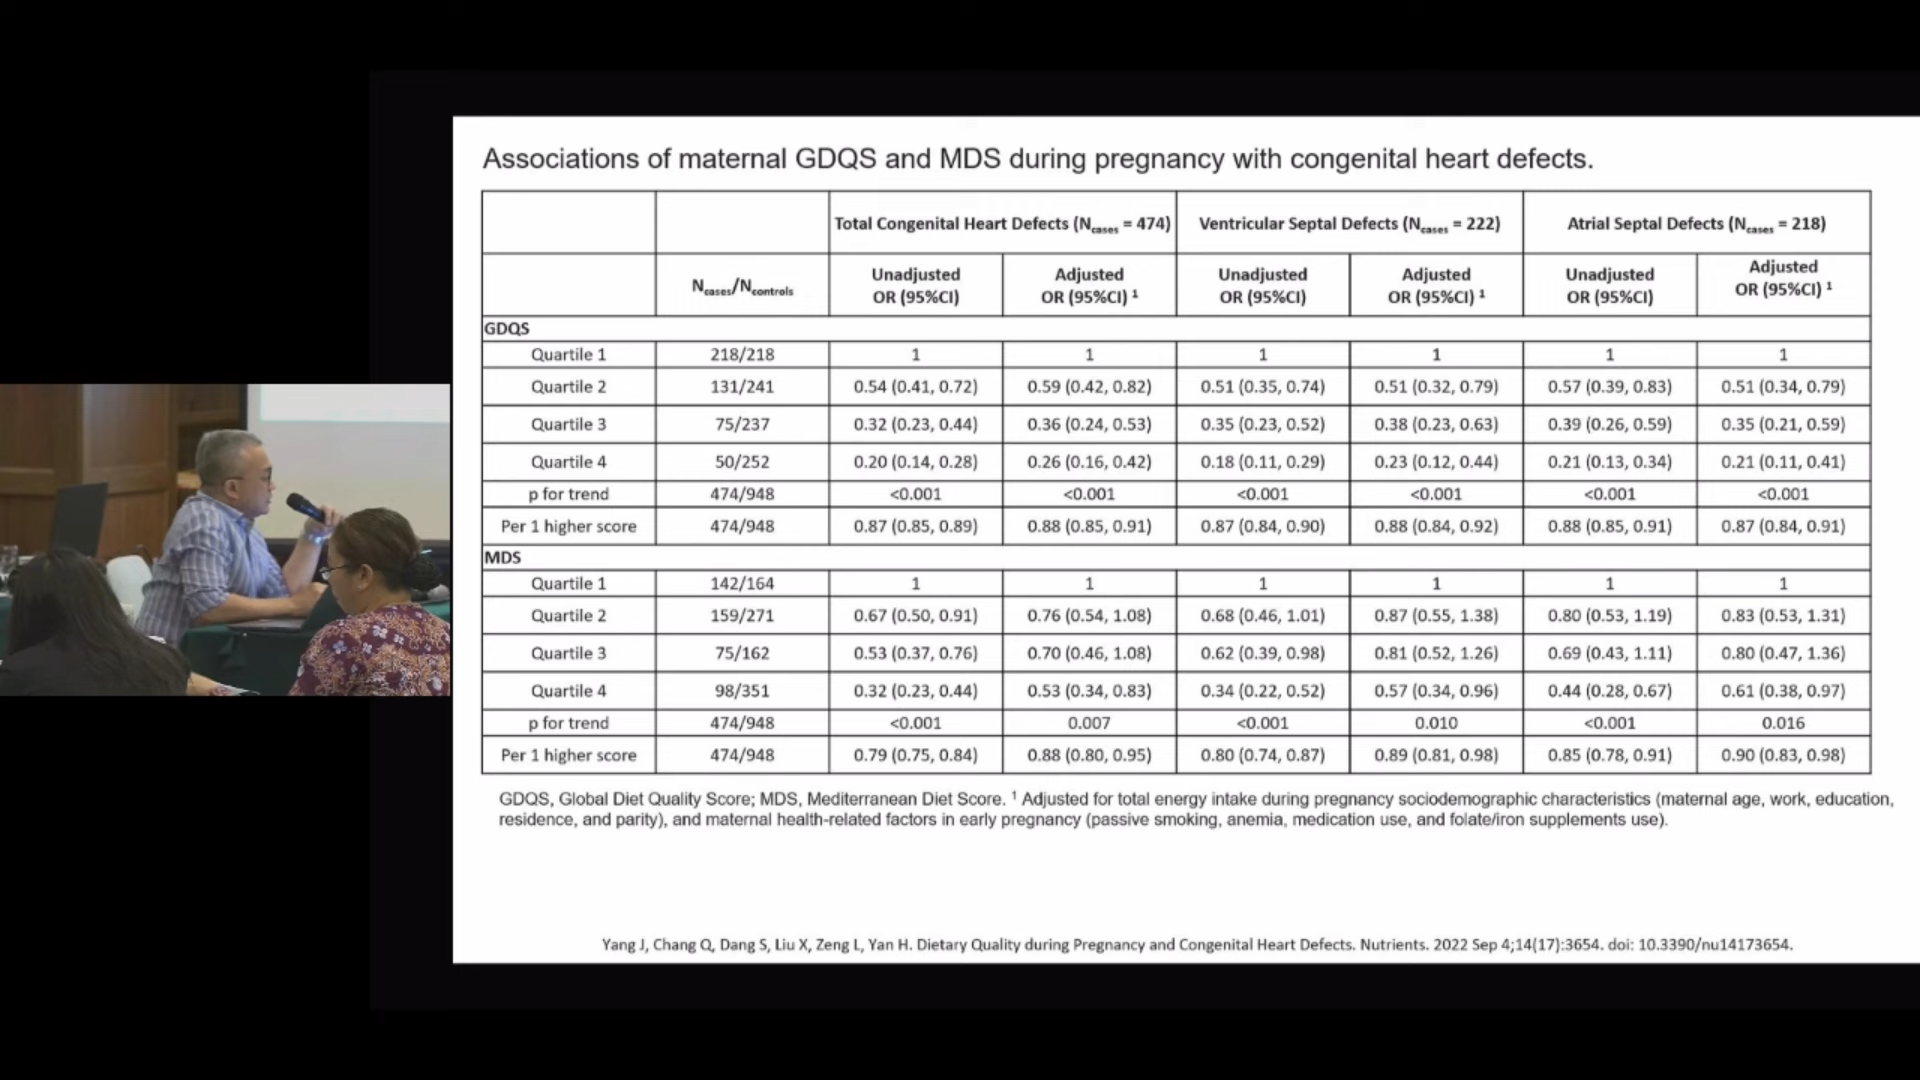 Associations of maternal GDQS and MDS during pregnancy with congenital heart defects.
Total Congenital Heart Defects (Ncases = 474) Ventricular Septal Defects (Ncases = 222) Atrial Septal Defects (Ncases = 218)
Ncases/Ncontrols Unadjusted OR (95%CI) Adjusted OR (95%CI) 1 Unadjusted OR (95%CI) Adjusted OR (95%CI) 1 Unadjusted OR (95%CI) Adjusted OR (95%CI) 1
GDQS
Quartile 1 218/218 1 1 1 1 1 1
Quartile 2 131/241 0.54 (0.41, 0.72) 0.59 (0.42, 0.82) 0.51 (0.35, 0.74) 0.51 (0.32, 0.79) 0.57 (0.39, 0.83) 0.51 (0.34, 0.79)
Quartile 3 75/237 0.32 (0.23, 0.44) 0.36 (0.24, 0.53) 0.35 (0.23, 0.52) 0.38 (0.23, 0.63) 0.39 (0.26, 0.59) 0.35 (0.21, 0.59)
Quartile 4 50/252 0.20 (0.14, 0.28) 0.26 (0.16, 0.42) 0.18 (0.11, 0.29) 0.23 (0.12, 0.44) 0.21 (0.13, 0.34) 0.21 (0.11, 0.41)
p for trend 474/948 <0.001 <0.001 <0.001 <0.001 <0.001 <0.001
Per 1 higher score 474/948 0.87 (0.85, 0.89) 0.88 (0.85, 0.91) 0.87 (0.84, 0.90) 0.88 (0.84, 0.92) 0.88 (0.85, 0.91) 0.87 (0.84, 0.91)
MDS
Quartile 1 142/164 1 1 1 1 1 1
Quartile 2 159/271 0.67 (0.50, 0.91) 0.76 (0.54, 1.08) 0.68 (0.46, 1.01) 0.87 (0.55, 1.38) 0.80 (0.53, 1.19) 0.83 (0.53, 1.31)
Quartile 3 75/162 0.53 (0.37, 0.76) 0.70 (0.46, 1.08) 0.62 (0.39, 0.98) 0.81 (0.52, 1.26) 0.69 (0.43, 1.11) 0.80 (0.47, 1.36)
Quartile 4 98/351 0.32 (0.23, 0.44) 0.53 (0.34, 0.83) 0.34 (0.22, 0.52) 0.57 (0.34, 0.96) 0.44 (0.28, 0.67) 0.61 (0.38, 0.97)
p for trend 474/948 <0.001 0.007 <0.001 0.010 <0.001 0.016
Per 1 higher score 474/948 0.79 (0.75, 0.84) 0.88 (0.80, 0.95) 0.80 (0.74, 0.87) 0.89 (0.81, 0.98) 0.85 (0.78, 0.91) 0.90 (0.83, 0.98)
GDQS, Global Diet Quality Score; MDS, Mediterranean Diet Score. 1 Adjusted for total energy intake during pregnancy sociodemographic characteristics (maternal age, work, education,
residence, and parity), and maternal health-related factors in early pregnancy (passive smoking, anemia, medication use, and folate/iron supplements use).
Yang J, Chang Q, Dang S, Liu X, Zeng L, Yan H. Dietary Quality during Pregnancy and Congenital Heart Defects. Nutrients. 2022 Sep 4;14(17):3654. doi: 10.3390/nu14173654.